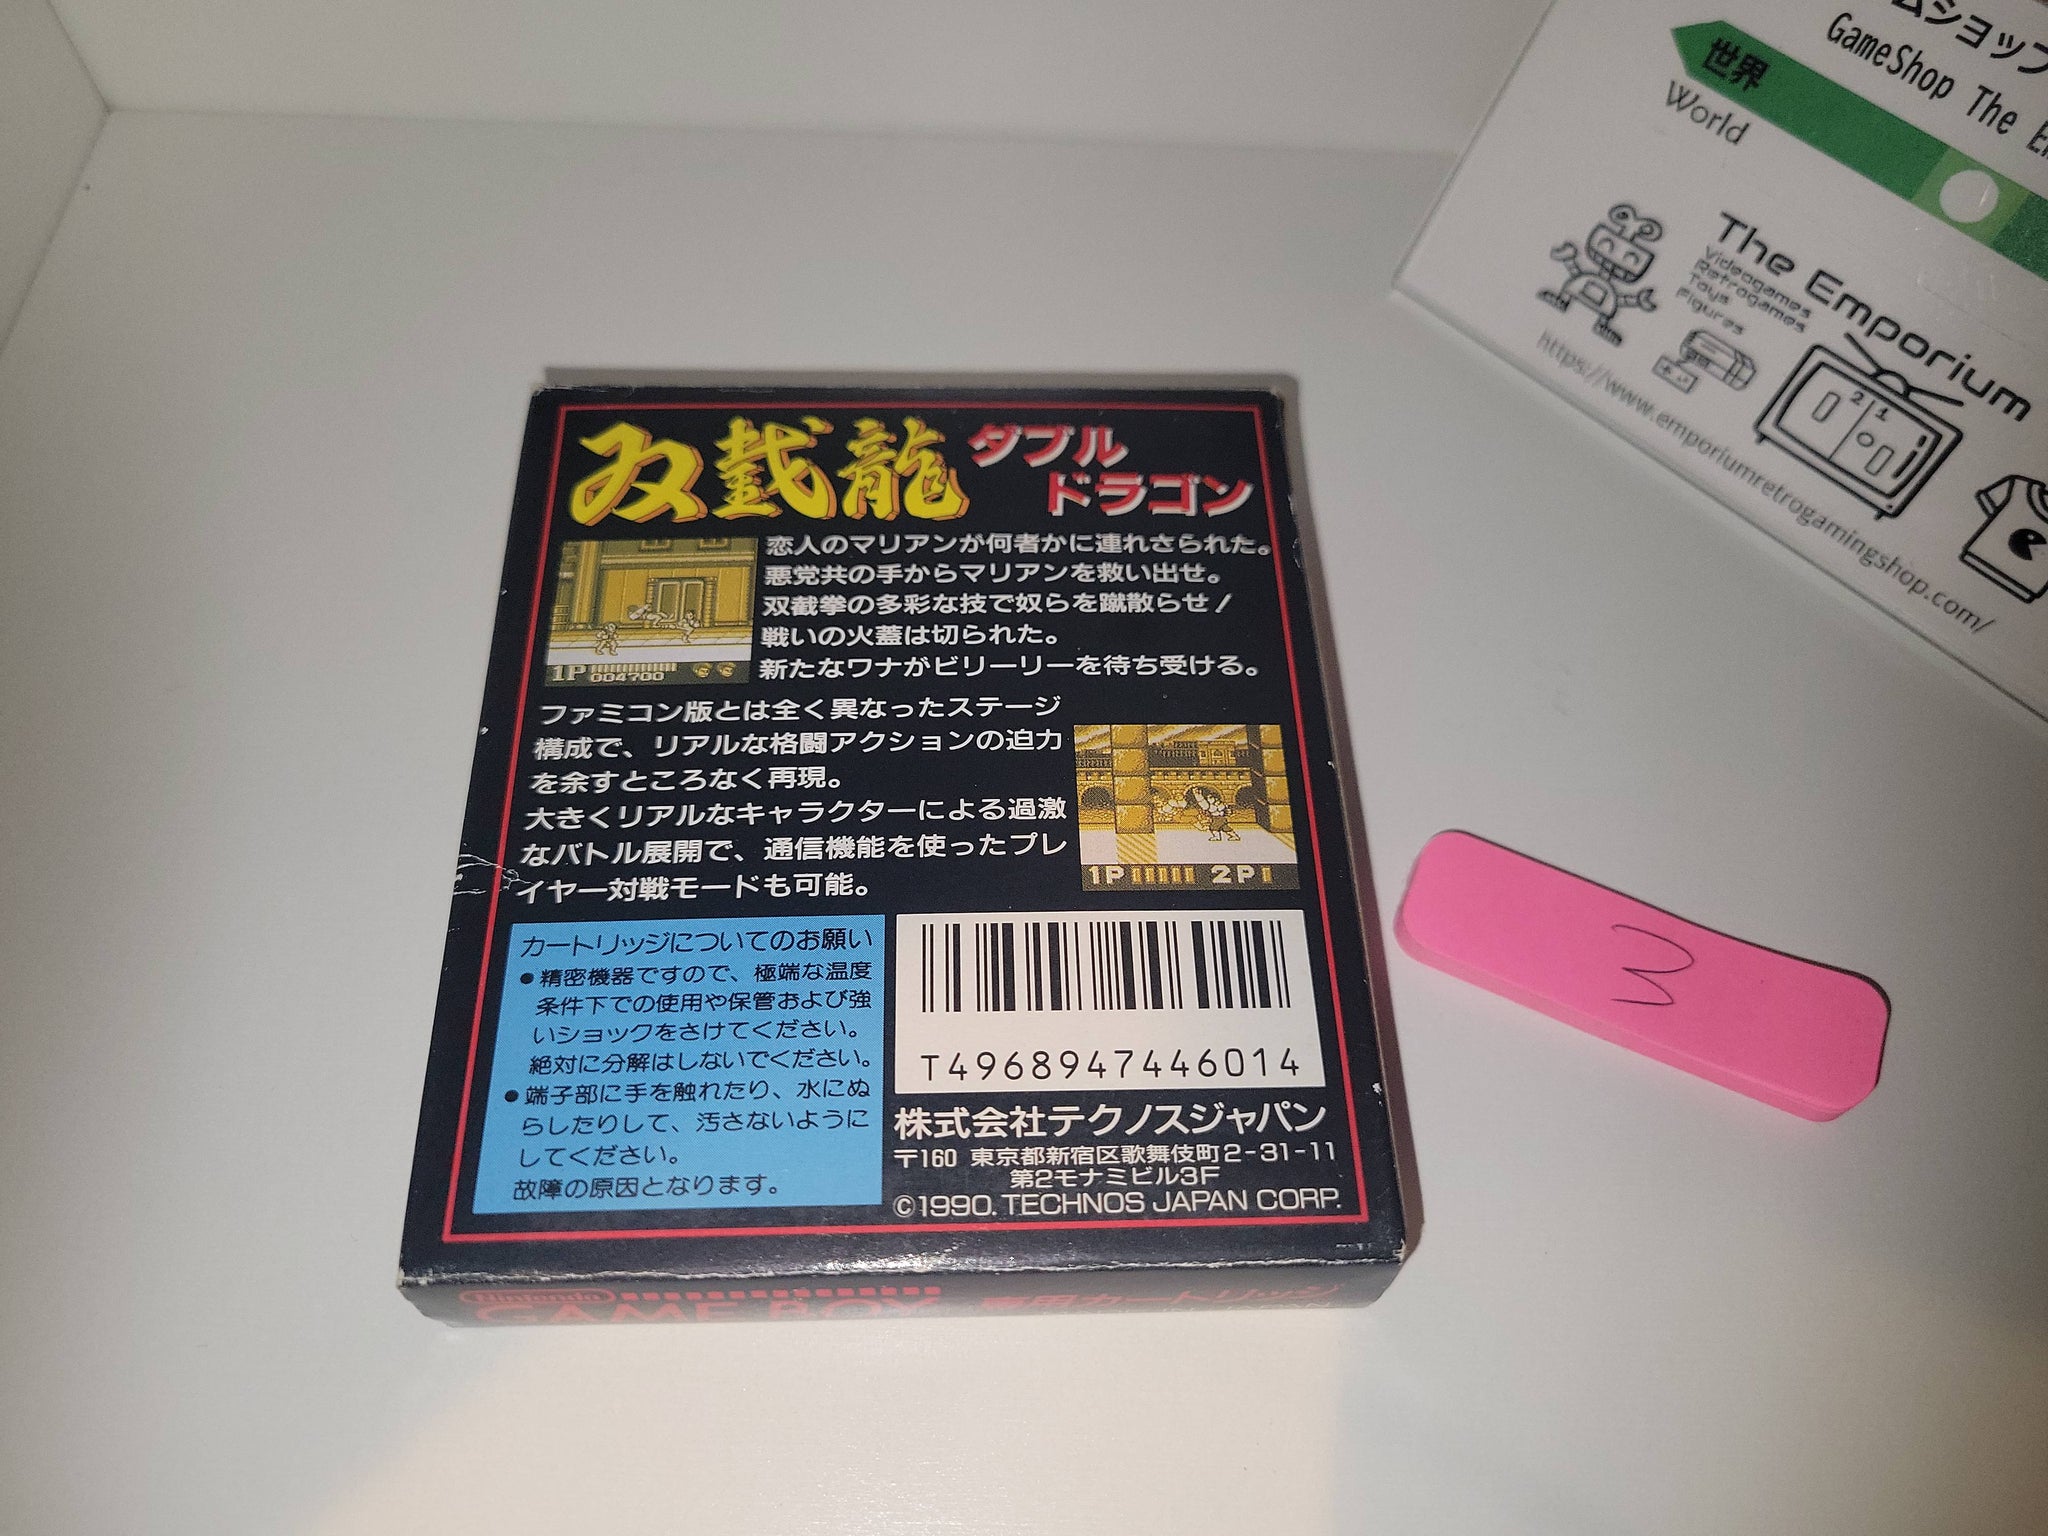 ムショップ
GameShop The
世界
World
The Emporium
Videogames
Retrogames
Toys
Figures
https://www.emporiumretrogamingshop.com/
2 1
双截龍
ダブル
ドラゴン
恋人のマリアンが何者かに連れさられた。
悪党共の手からマリアンを救い出せ。
双截拳の多彩な技で奴らを蹴散らせ!
戦いの火蓋は切られた。
新たなワナがビリーリーを待ち受ける。
1P
004700
ファミコン版とは全く異なったステージ
構成で、リアルな格闘アクションの迫力
を余すところなく再現。
大きくリアルなキャラクターによる過激
なバトル展開で、通信機能を使ったプレ
イヤー対戦モードも可能。
1P 2P
カートリッジについてのお願い
●精密機器ですので、極端な温度
条件下での使用や保管および強
いショックをさけてください。
絶対に分解はしないでください。
●端子部に手を触れたり、水にぬ
らしたりして、汚さないように
してください。
故障の原因となります。
T4968947446014
株式会社テクノスジャパン
〒160 東京都新宿区歌舞伎町2-31-11
第2モナミビル3F
©1990. TECHNOS JAPAN CORP.
Nintendo
GAME BOY 専用カートリッジ
3